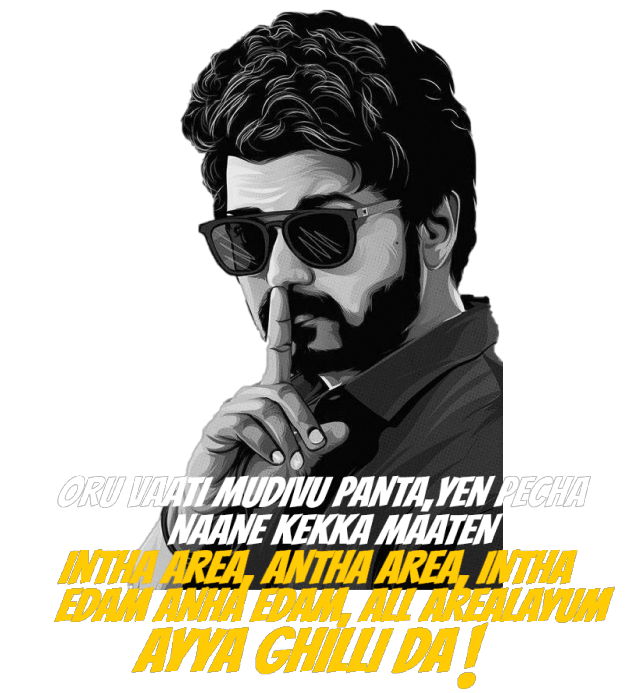 ORU VAATI MUDIVU PANTA,YEN PECHA
NAANE KEKKA MAATEN
INTHA AREA, ANTHA AREA, INTHA
EDAM ANHA EDAM, ALL AREALAYUM
AYYA GHILLI DA !